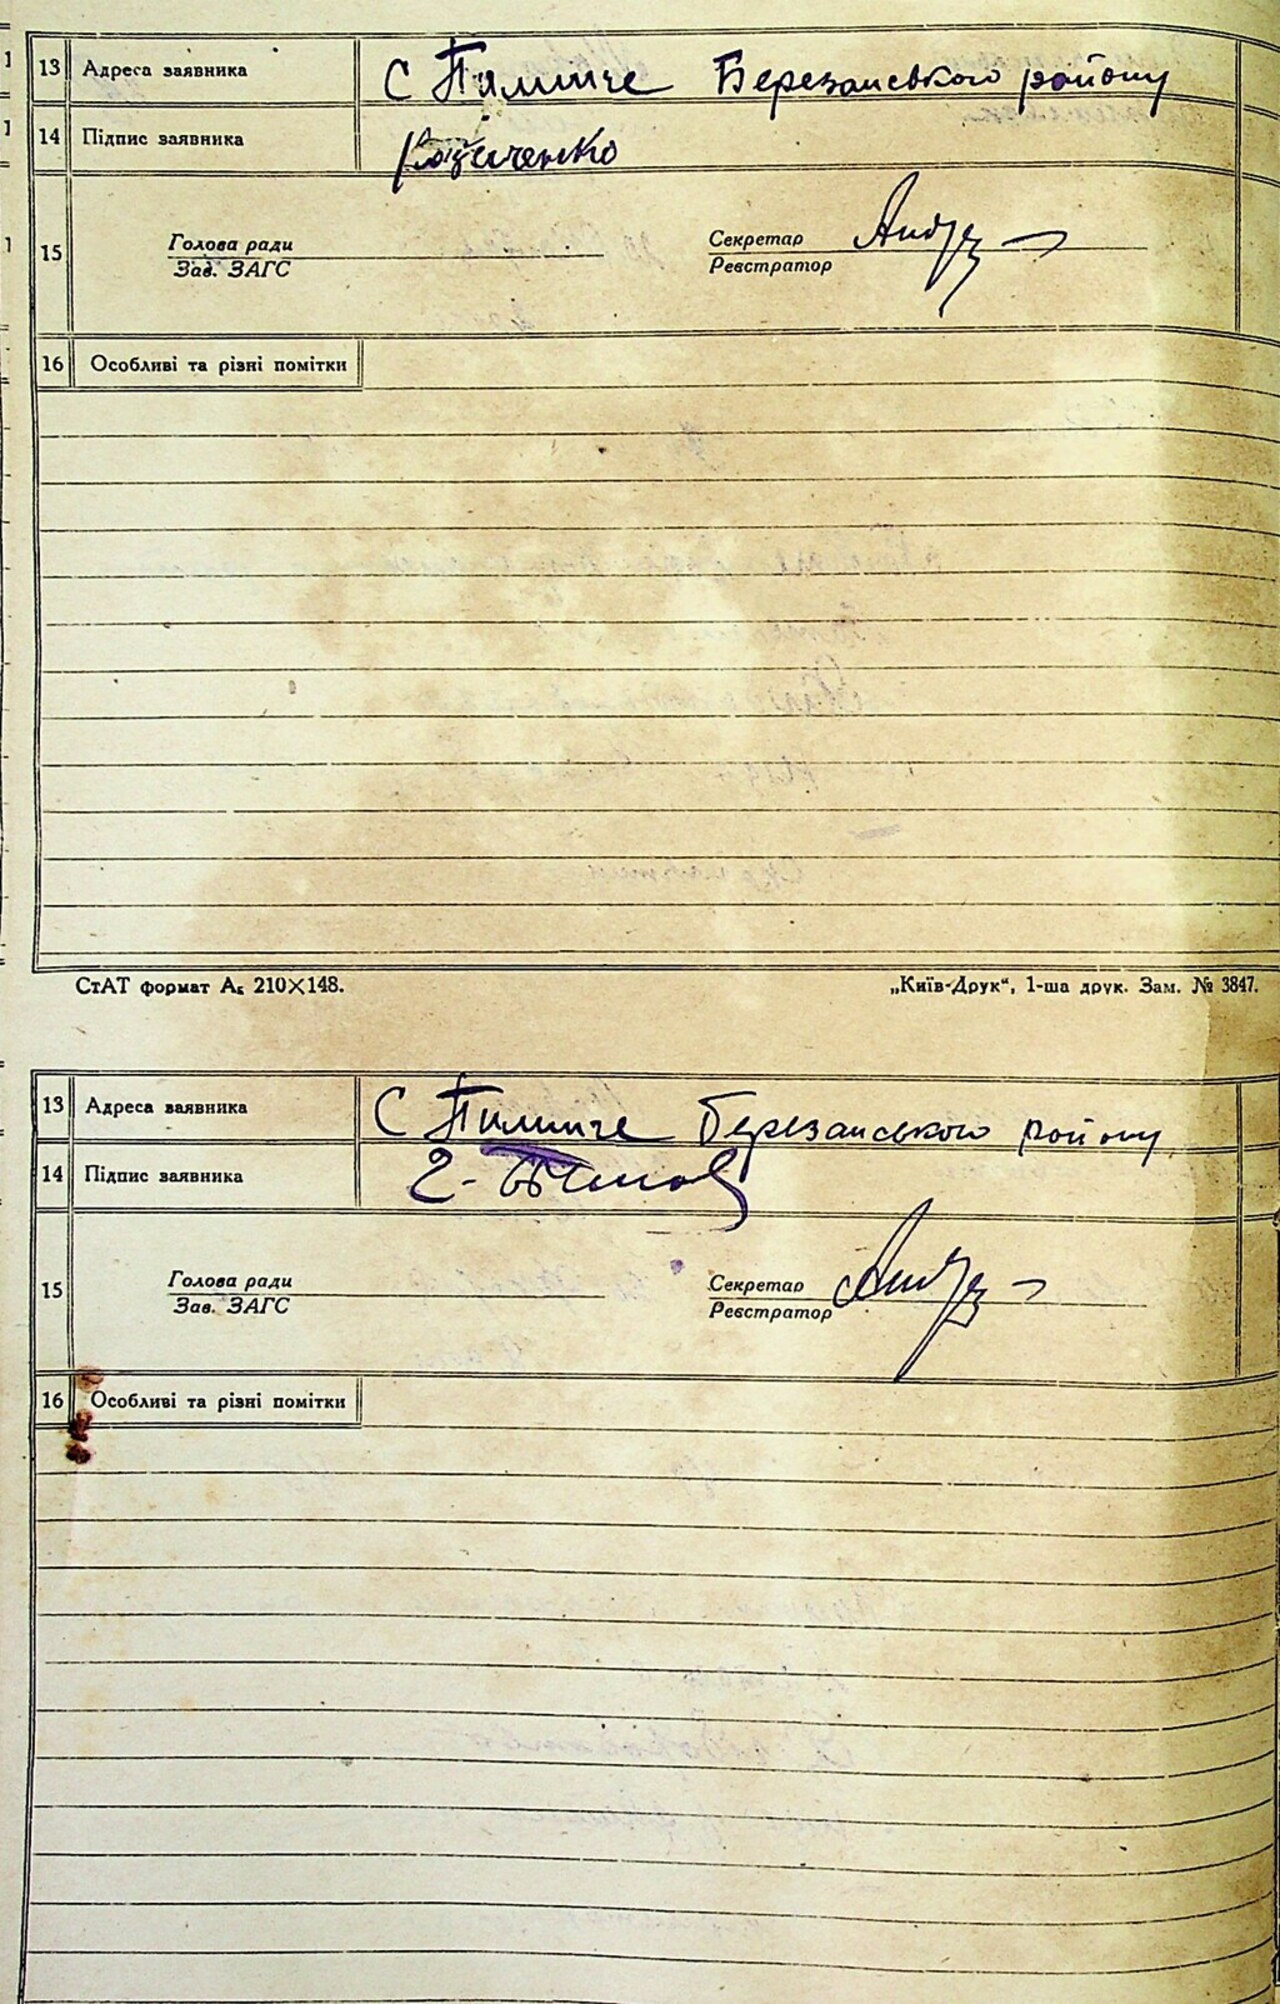 13 Адреса заявника С Пилипче Березанського району
14 Підпис заявника
15 Голова ради Секретар
Зав. ЗАГС Реєстратор
16 Особливі та різні помітки
СтАТ формат А₅ 210×148. „Київ-Друк“, 1-ша друк. Зам. № 3847.
13 Адреса заявника С Пилипче Березанського району
14 Підпис заявника
15 Голова ради Секретар
Зав. ЗАГС Реєстратор
16 Особливі та різні помітки